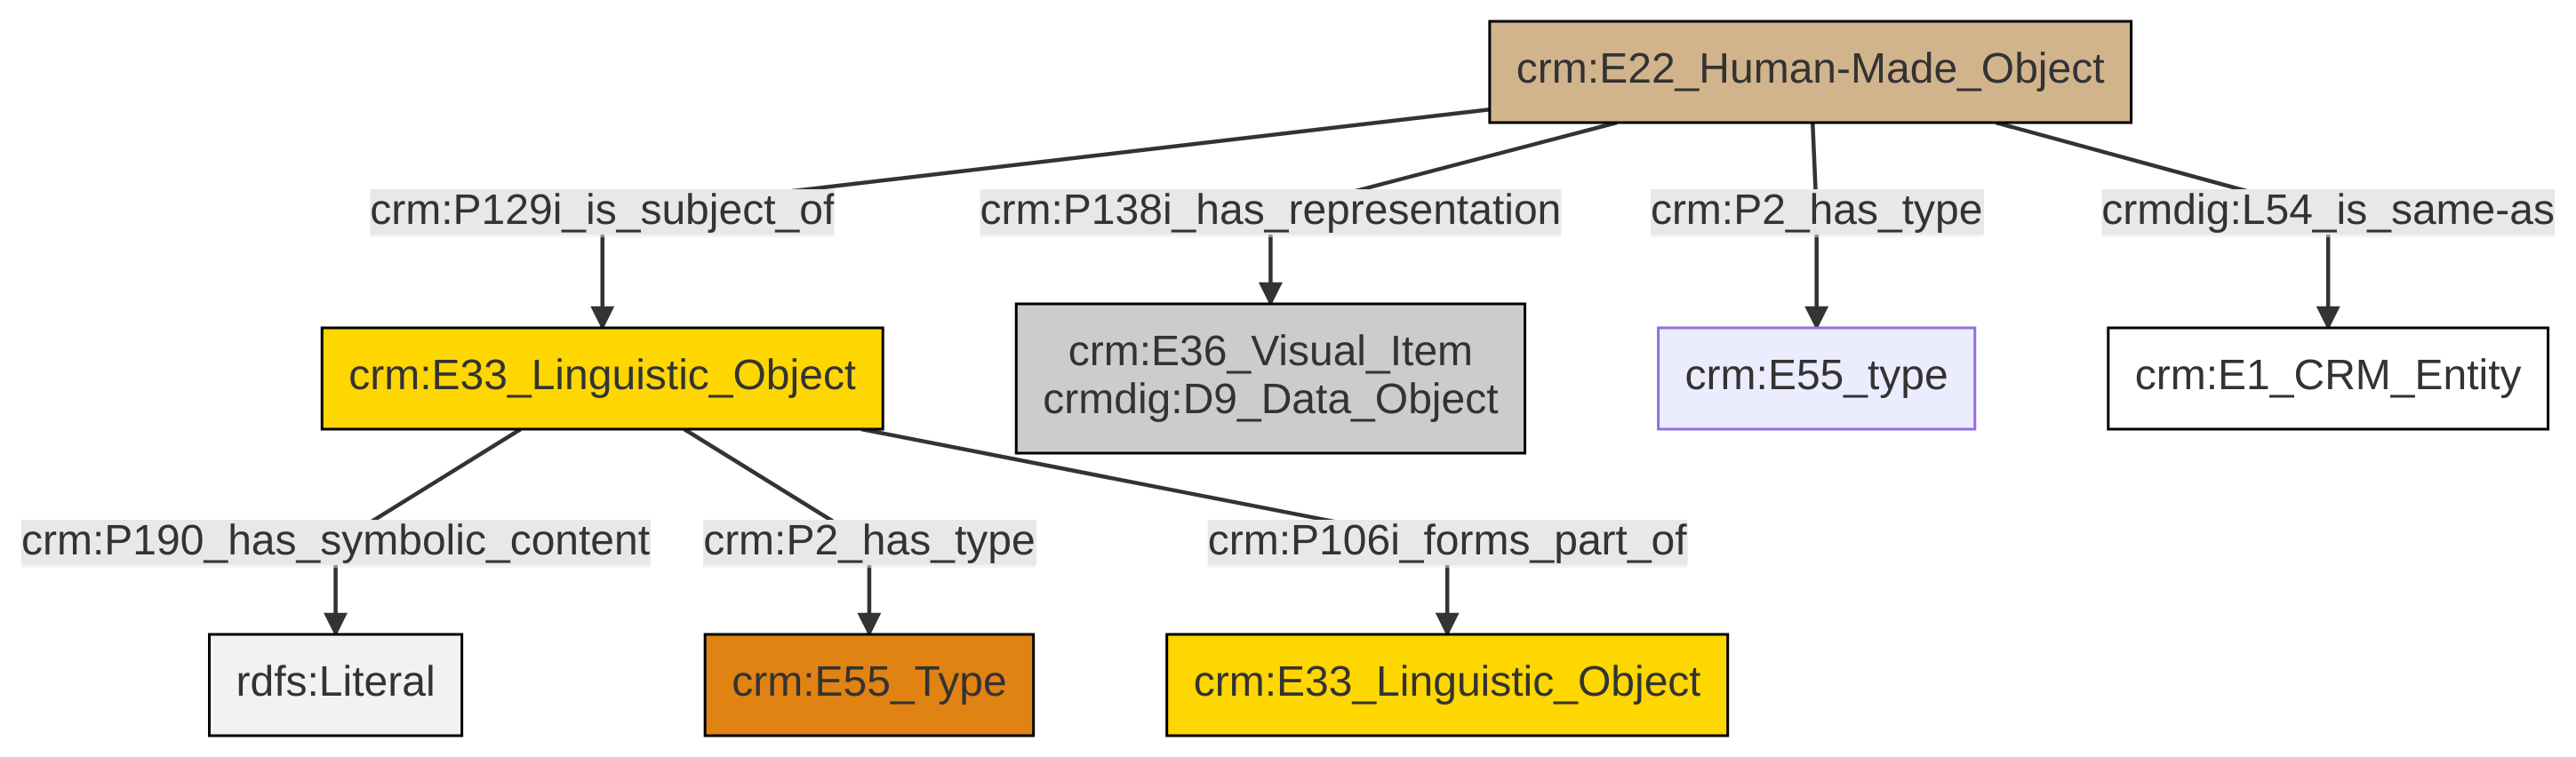 crm:E22_Human-Made_Object
crm:P129i_is_subject_of
crm:P138i_has_representation
crm:P2_has_type
crmdig:L54_is_same-as
crm:E33_Linguistic_Object
crm:E36_Visual_Item
crmdig:D9_Data_Object
crm:E55_type
crm:E1_CRM_Entity
crm:P190_has_symbolic_content
crm:P2_has_type
crm:P106i_forms_part_of
rdfs:Literal
crm:E55_Type
crm:E33_Linguistic_Object